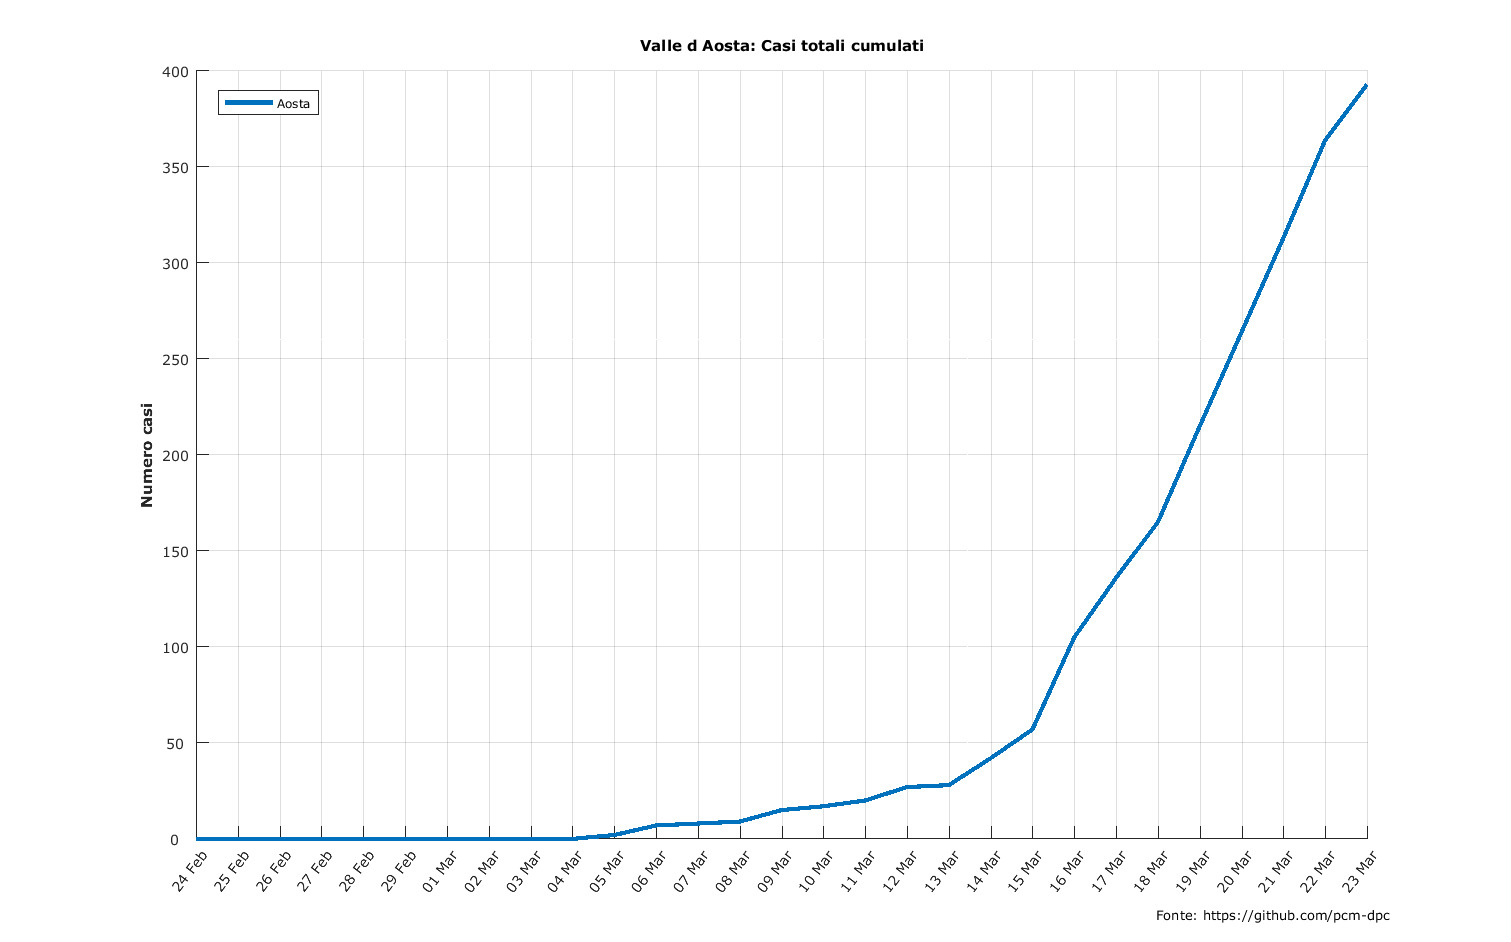 Valle d Aosta: Casi totali cumulati
Aosta
Numero casi
400
350
300
250
200
150
100
50
0
24 Feb
25 Feb
26 Feb
27 Feb
28 Feb
29 Feb
01 Mar
02 Mar
03 Mar
04 Mar
05 Mar
06 Mar
07 Mar
08 Mar
09 Mar
10 Mar
11 Mar
12 Mar
13 Mar
14 Mar
15 Mar
16 Mar
17 Mar
18 Mar
19 Mar
20 Mar
21 Mar
22 Mar
23 Mar
Fonte: https://github.com/pcm-dpc